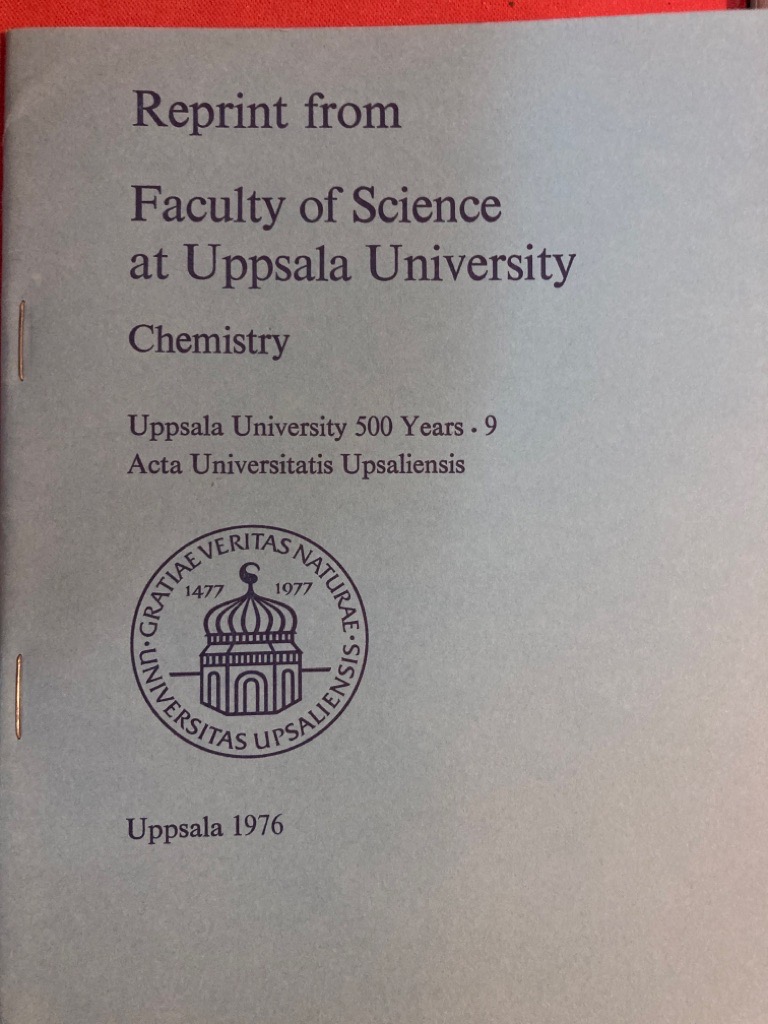 Reprint from
Faculty of Science
at Uppsala University
Chemistry
Uppsala University 500 Years · 9
Acta Universitatis Upsaliensis
· GRATIAE VERITAS NATURAE ·
1477 1977
UNIVERSITAS UPSALIENSIS
Uppsala 1976